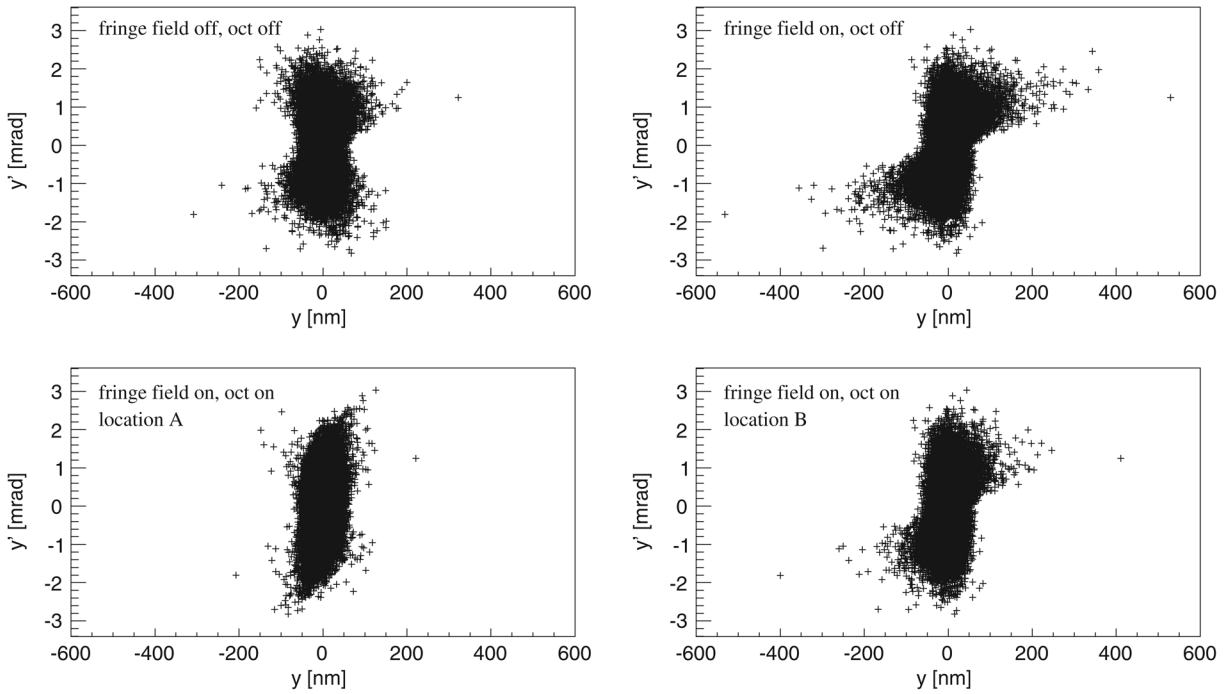 fringe field off, oct off
3
2
1
0
-1
-2
-3
y' [mrad]
-600 -400 -200 0 200 400 600
y [nm]
fringe field on, oct off
3
2
1
0
-1
-2
-3
y' [mrad]
-600 -400 -200 0 200 400 600
y [nm]
fringe field on, oct on
location A
3
2
1
0
-1
-2
-3
y' [mrad]
-600 -400 -200 0 200 400 600
y [nm]
fringe field on, oct on
location B
3
2
1
0
-1
-2
-3
y' [mrad]
-600 -400 -200 0 200 400 600
y [nm]